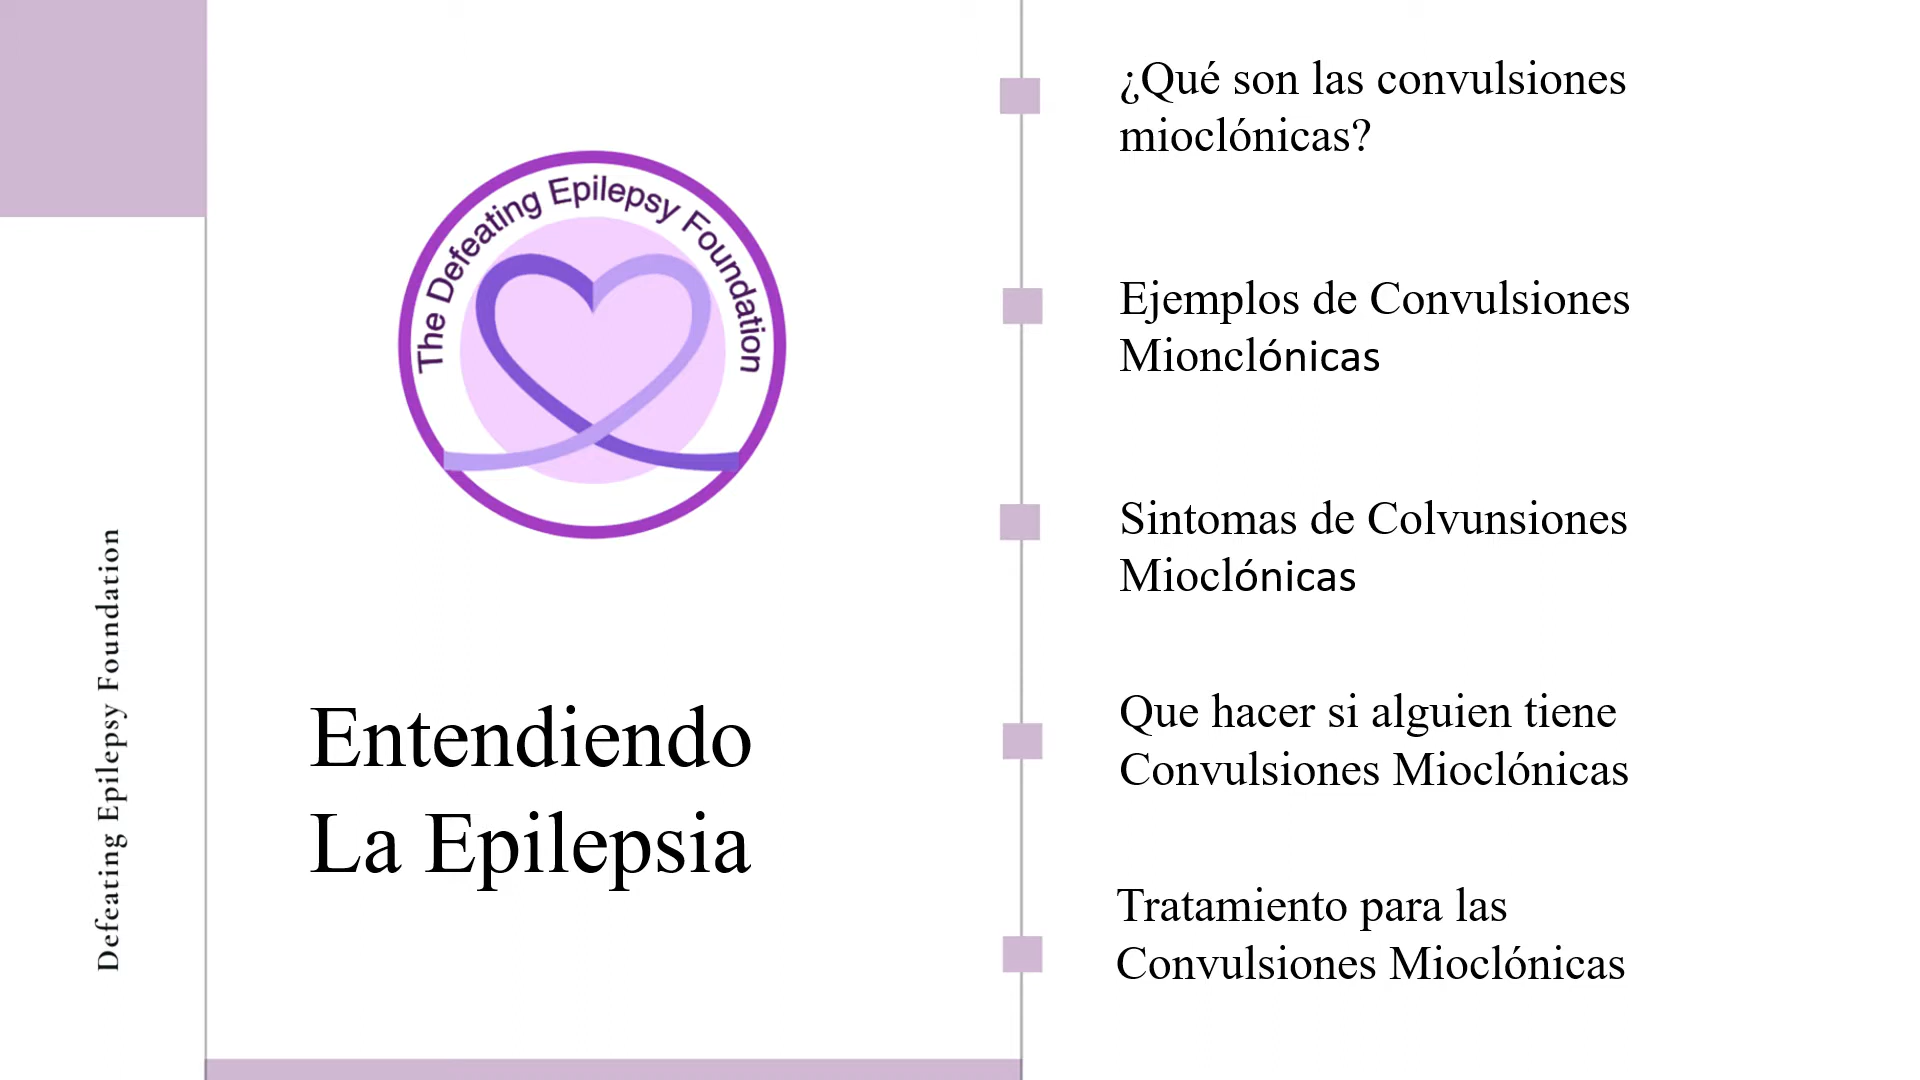 Defeating Epilepsy Foundation
The Defeating Epilepsy Foundation
Entendiendo
La Epilepsia
¿Qué son las convulsiones
mioclónicas?
Ejemplos de Convulsiones
Mionclónicas
Sintomas de Colvunsiones
Mioclónicas
Que hacer si alguien tiene
Convulsiones Mioclónicas
Tratamiento para las
Convulsiones Mioclónicas